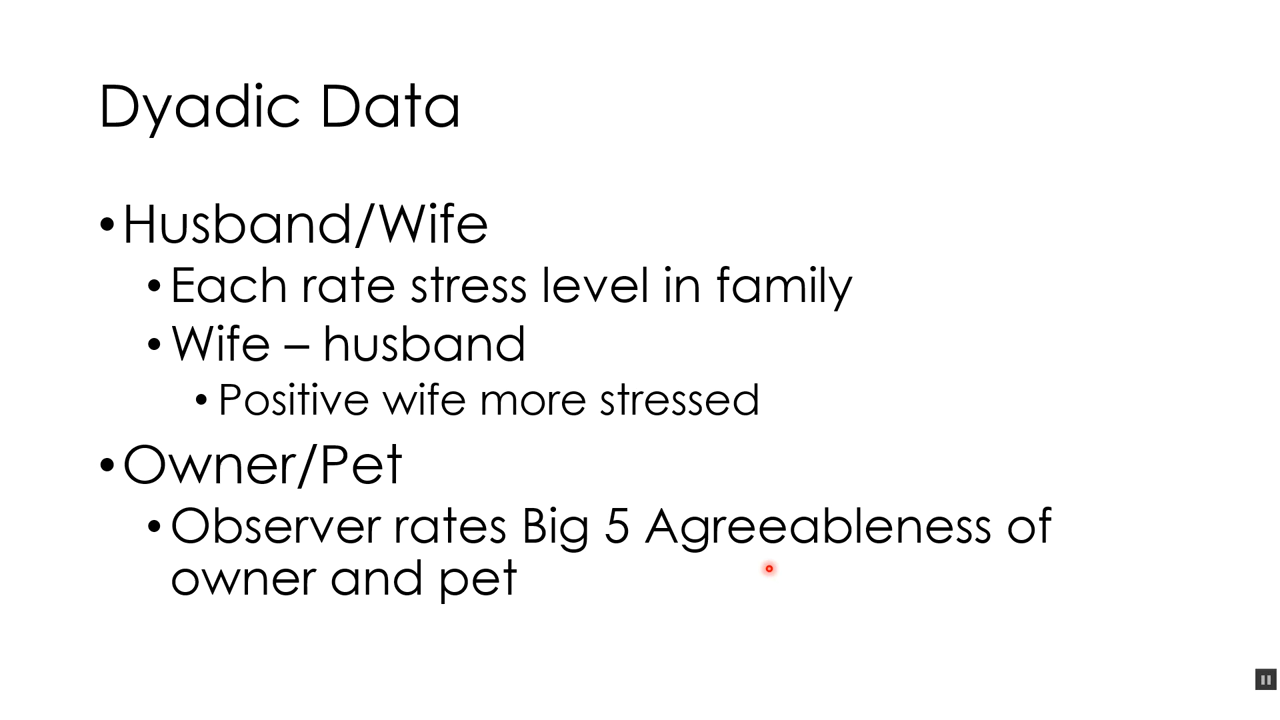 Dyadic Data
•Husband/Wife
•Each rate stress level in family
•Wife – husband
•Positive wife more stressed
•Owner/Pet
•Observer rates Big 5 Agreeableness of
owner and pet